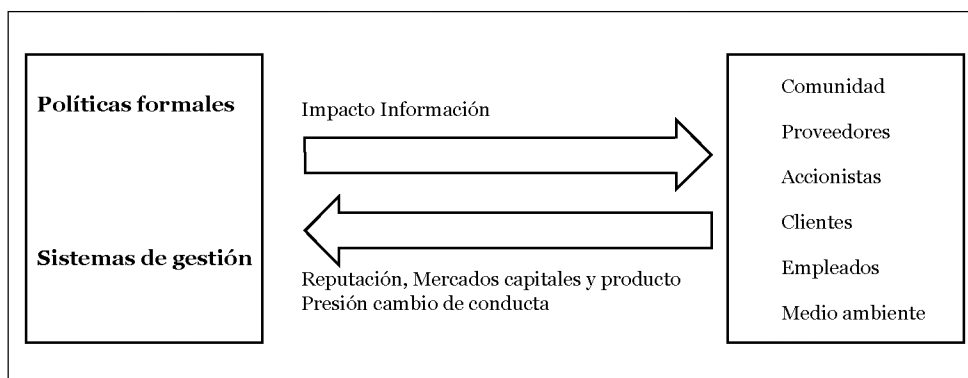 Políticas formales
Sistemas de gestión
Impacto Información
Reputación, Mercados capitales y producto
Presión cambio de conducta
Comunidad
Proveedores
Accionistas
Clientes
Empleados
Medio ambiente